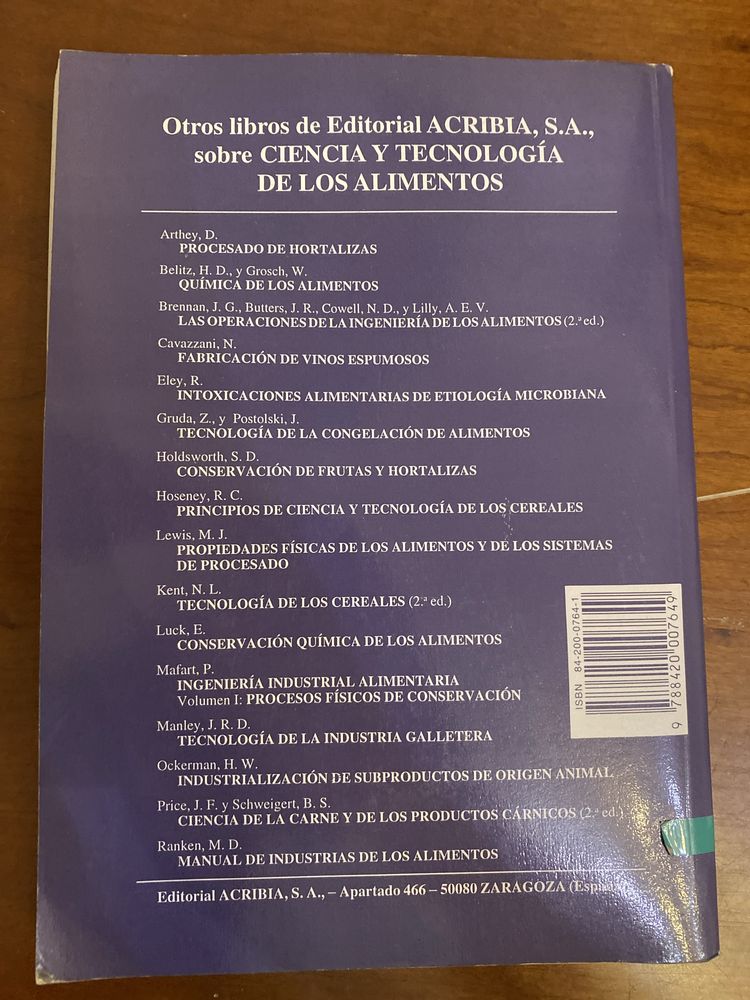 Otros libros de Editorial ACRIBIA, S.A.,
sobre CIENCIA Y TECNOLOGÍA
DE LOS ALIMENTOS
Arthey, D.
PROCESADO DE HORTALIZAS
Belitz, H. D., y Grosch, W.
QUÍMICA DE LOS ALIMENTOS
Brennan, J. G., Butters, J. R., Cowell, N. D., y Lilly, A. E. V.
LAS OPERACIONES DE LA INGENIERÍA DE LOS ALIMENTOS (2.ª ed.)
Cavazzani, N.
FABRICACIÓN DE VINOS ESPUMOSOS
Eley, R.
INTOXICACIONES ALIMENTARIAS DE ETIOLOGÍA MICROBIANA
Gruda, Z., y Postolski, J.
TECNOLOGÍA DE LA CONGELACIÓN DE ALIMENTOS
Holdsworth, S. D.
CONSERVACIÓN DE FRUTAS Y HORTALIZAS
Hoseney, R. C.
PRINCIPIOS DE CIENCIA Y TECNOLOGÍA DE LOS CEREALES
Lewis, M. J.
PROPIEDADES FÍSICAS DE LOS ALIMENTOS Y DE LOS SISTEMAS
DE PROCESADO
Kent, N. L.
TECNOLOGÍA DE LOS CEREALES (2.ª ed.)
Luck, E.
CONSERVACIÓN QUÍMICA DE LOS ALIMENTOS
Mafart, P.
INGENIERÍA INDUSTRIAL ALIMENTARIA
Volumen I: PROCESOS FÍSICOS DE CONSERVACIÓN
Manley, J. R. D.
TECNOLOGÍA DE LA INDUSTRIA GALLETERA
Ockerman, H. W.
INDUSTRIALIZACIÓN DE SUBPRODUCTOS DE ORIGEN ANIMAL
Price, J. F. y Schweigert, B. S.
CIENCIA DE LA CARNE Y DE LOS PRODUCTOS CÁRNICOS (2.ª ed.)
Ranken, M. D.
MANUAL DE INDUSTRIAS DE LOS ALIMENTOS
Editorial ACRIBIA, S. A., – Apartado 466 – 50080 ZARAGOZA (España)
ISBN 84-200-0764-1
9 788420 007649